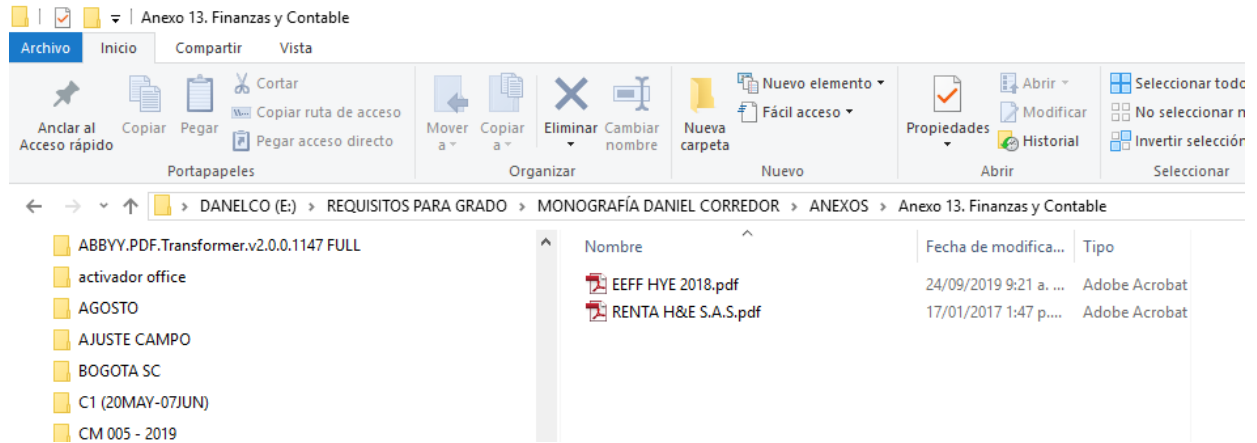 Anexo 13. Finanzas y Contable
Archivo Inicio Compartir Vista
Anclar al Acceso rápido
Copiar
Pegar
Cortar
Copiar ruta de acceso
Pegar acceso directo
Portapapeles
Mover a
Copiar a
Eliminar
Cambiar nombre
Organizar
Nueva carpeta
Nuevo elemento
Fácil acceso
Nuevo
Propiedades
Abrir
Modificar
Historial
Abrir
Seleccionar todo
No seleccionar n
Invertir selección
Seleccionar
DANELCO (E:) > REQUISITOS PARA GRADO > MONOGRAFÍA DANIEL CORREDOR > ANEXOS > Anexo 13. Finanzas y Contable
ABBYY.PDF.Transformer.v2.0.0.1147 FULL
activador office
AGOSTO
AJUSTE CAMPO
BOGOTA SC
C1 (20MAY-07JUN)
CM 005 - 2019
Nombre Fecha de modifica... Tipo
EEFF HYE 2018.pdf 24/09/2019 9:21 a. ... Adobe Acrobat
RENTA H&E S.A.S.pdf 17/01/2017 1:47 p.... Adobe Acrobat